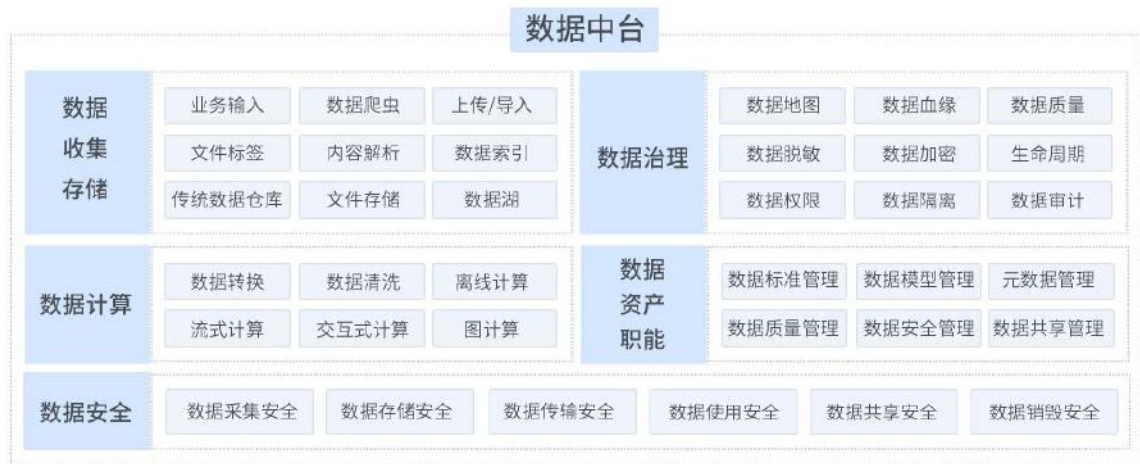 数据中台
数据
收集
存储
业务输入 数据爬虫 上传/导入
文件标签 内容解析 数据索引
传统数据仓库 文件存储 数据湖
数据治理
数据地图 数据血缘 数据质量
数据脱敏 数据加密 生命周期
数据权限 数据隔离 数据审计
数据计算
数据转换 数据清洗 离线计算
流式计算 交互式计算 图计算
数据
资产
职能
数据标准管理 数据模型管理 元数据管理
数据质量管理 数据安全管理 数据共享管理
数据安全
数据采集安全 数据存储安全 数据传输安全 数据使用安全 数据共享安全 数据销毁安全